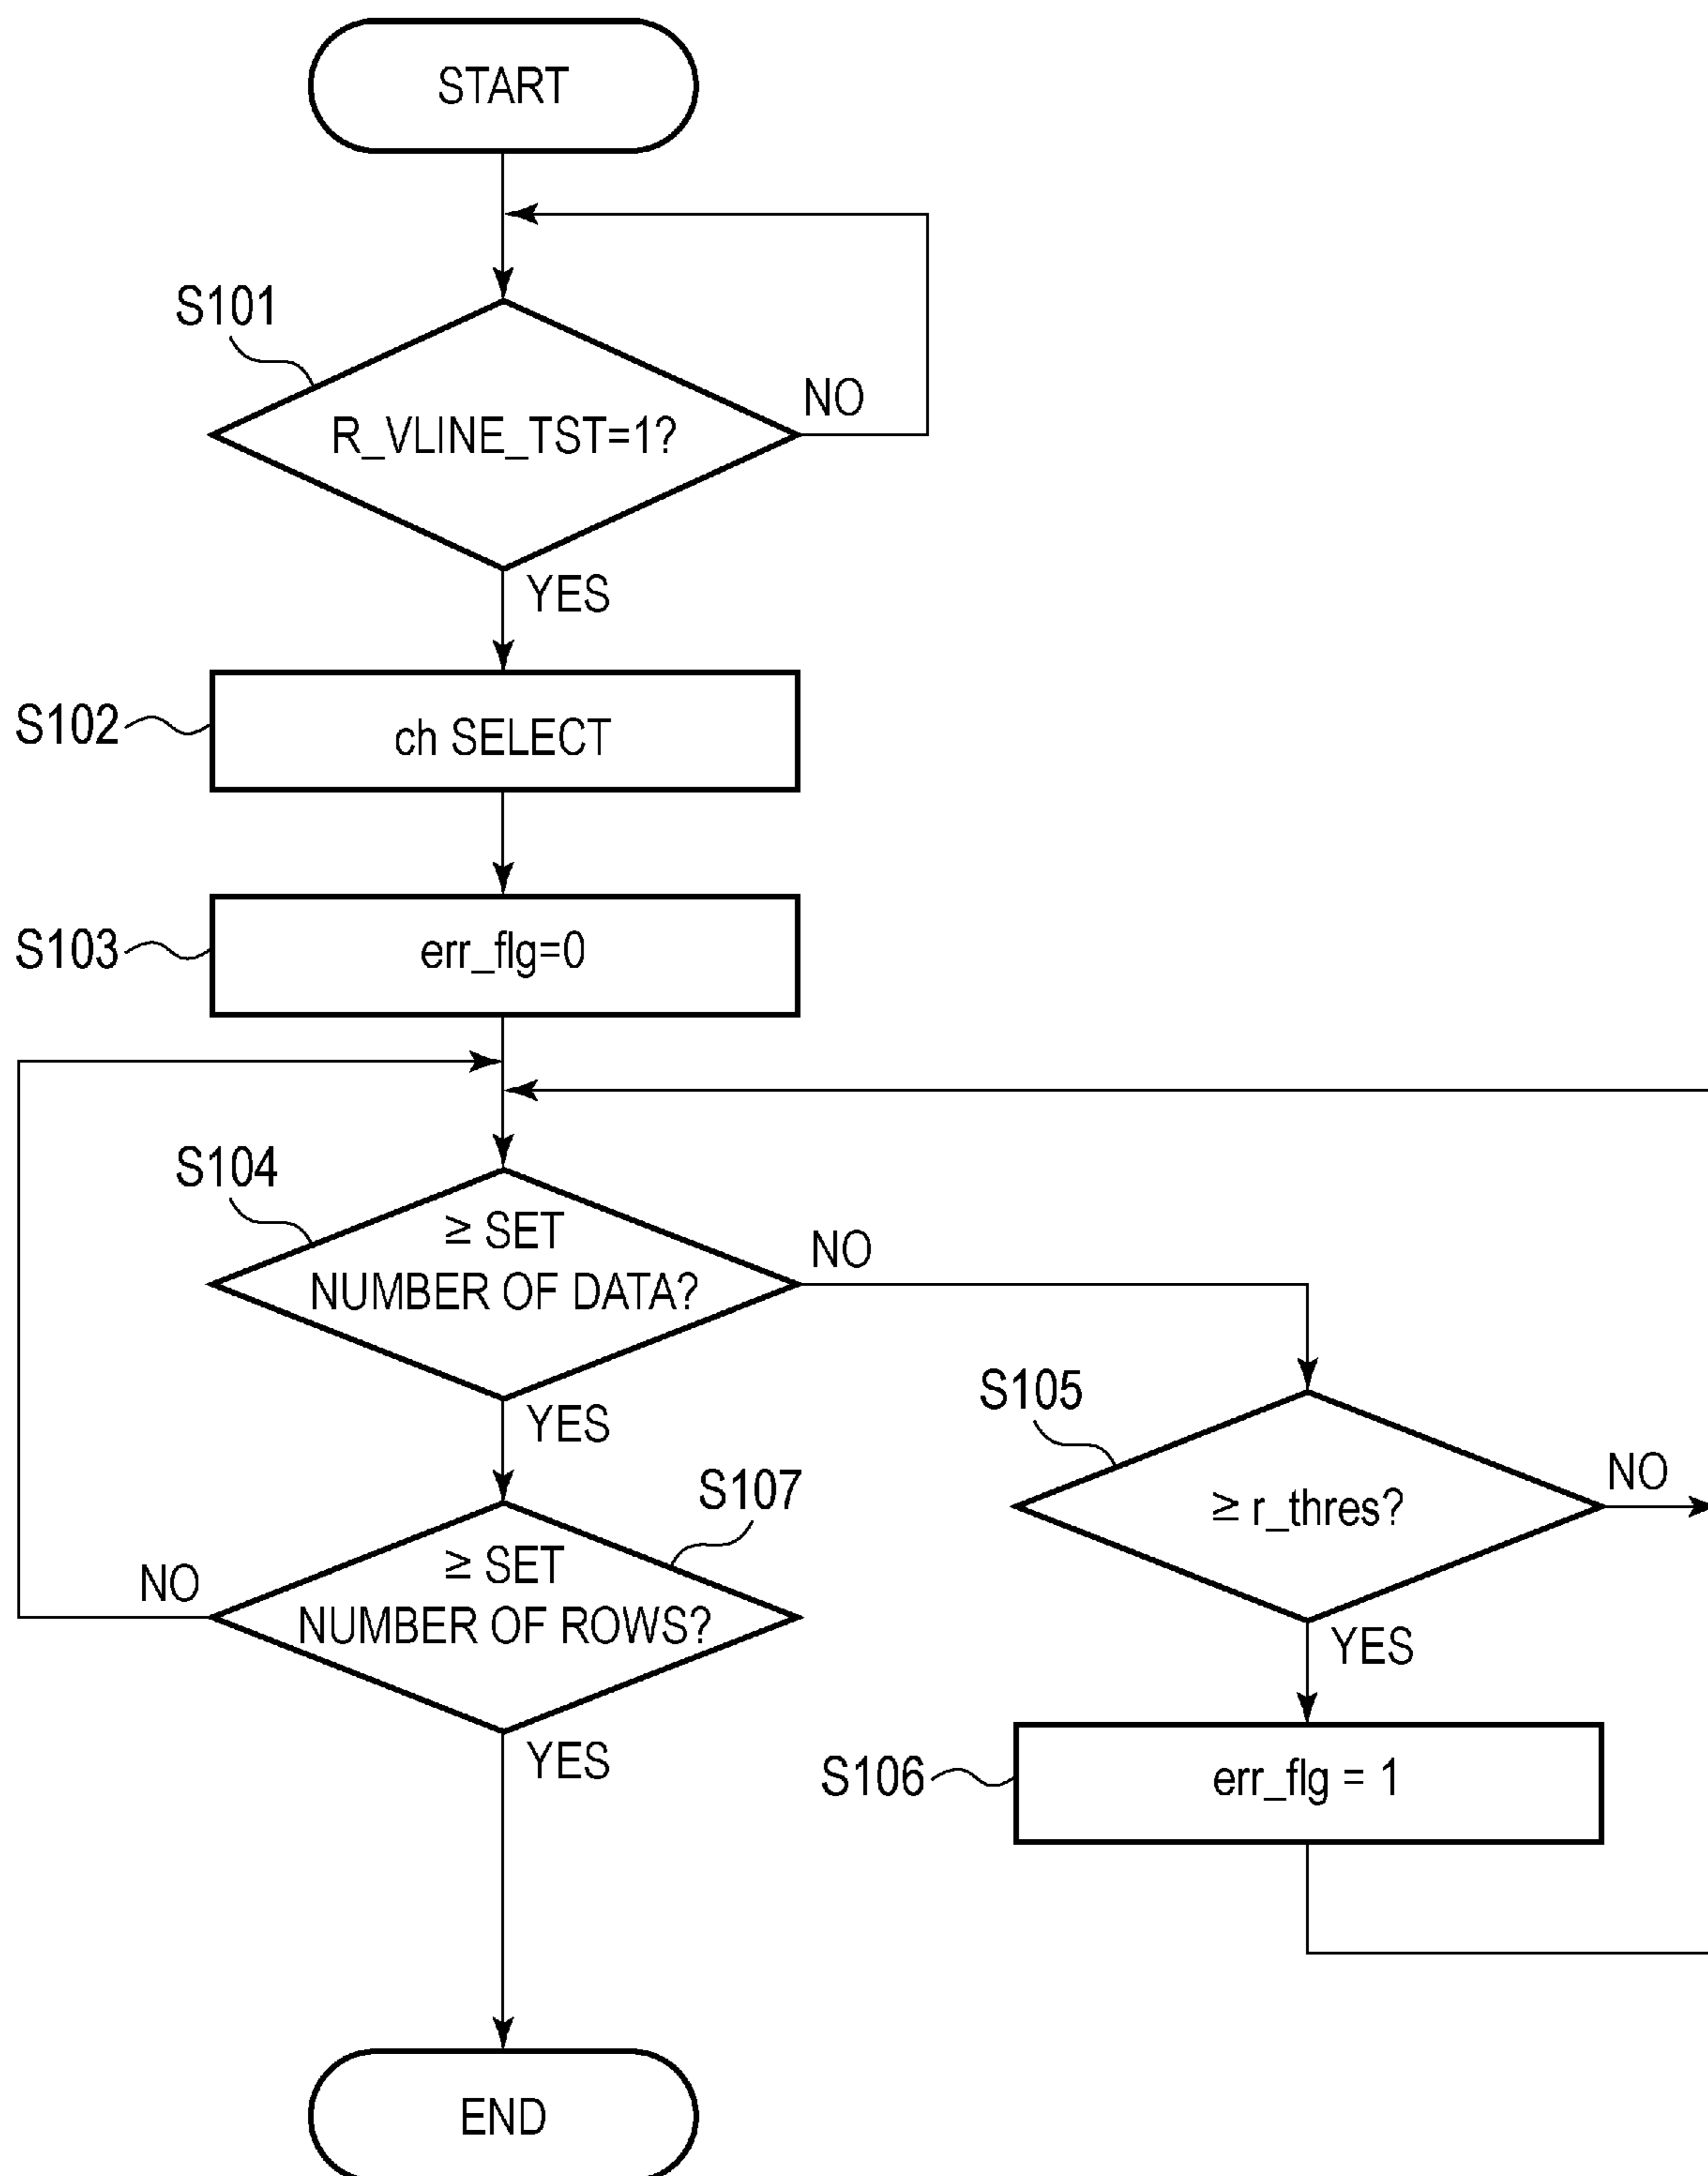 START
S101
R_VLINE_TST=1?
NO
YES
S102
ch SELECT
S103
err_flg=0
S104
≥ SET
NUMBER OF DATA?
NO
YES
S105
≥ r_thres?
NO
YES
S107
≥ SET
NUMBER OF ROWS?
NO
YES
S106
err_flg = 1
END